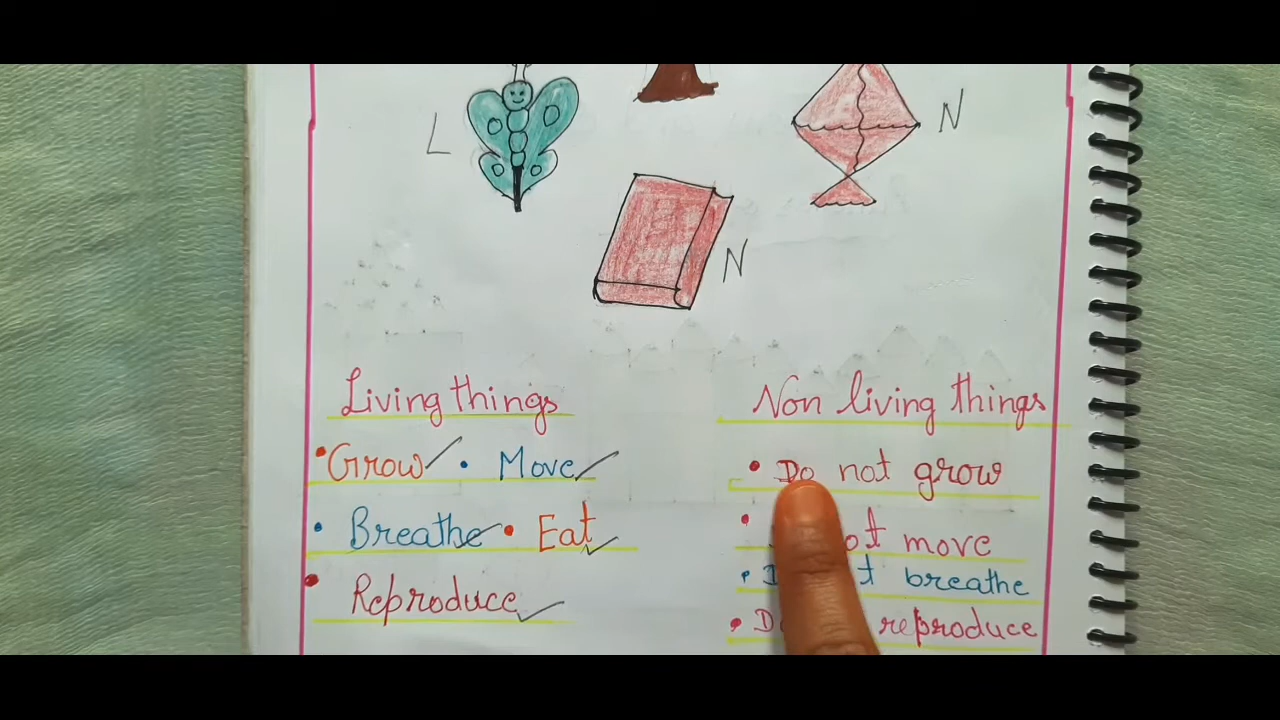 L
N
N
Living things
Non living things
• Grow • Move
• Do not grow
• Breathe • Eat
• move
• breathe
• Reproduce
• reproduce